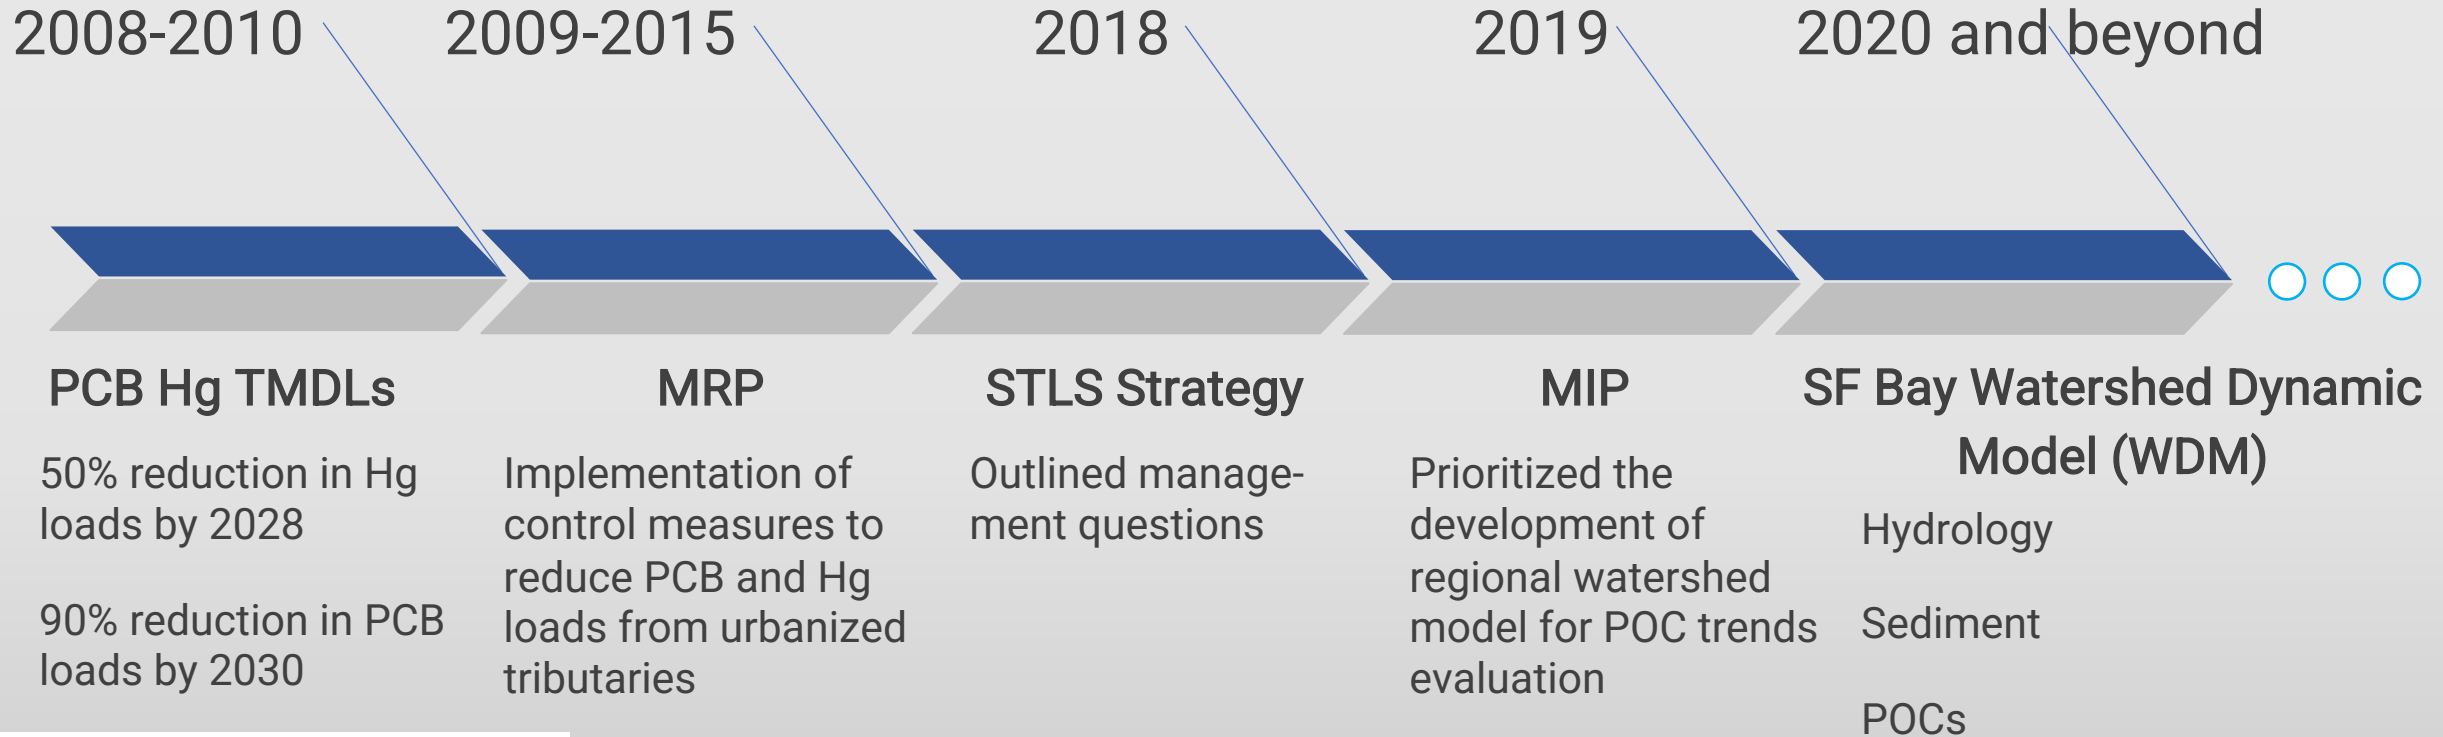 2008-2010
2009-2015
2018
2019
2020 and beyond
PCB Hg TMDLs
50% reduction in Hg
loads by 2028
90% reduction in PCB
loads by 2030
MRP
Implementation of
control measures to
reduce PCB and Hg
loads from urbanized
tributaries
STLS Strategy
Outlined manage-
ment questions
MIP
Prioritized the
development of
regional watershed
model for POC trends
evaluation
SF Bay Watershed Dynamic
Model (WDM)
Hydrology
Sediment
POCs